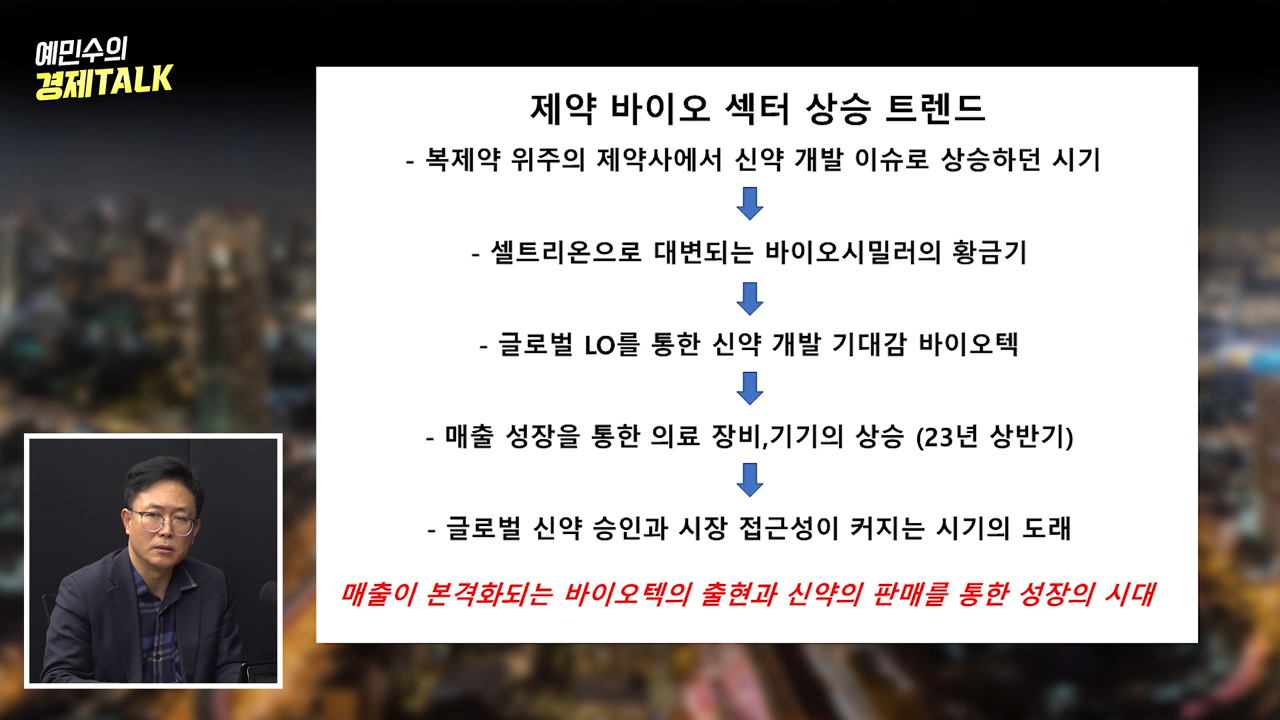 예민수의
경제TALK
제약 바이오 섹터 상승 트렌드
- 복제약 위주의 제약사에서 신약 개발 이슈로 상승하던 시기
- 셀트리온으로 대변되는 바이오시밀러의 황금기
- 글로벌 LO를 통한 신약 개발 기대감 바이오텍
- 매출 성장을 통한 의료 장비,기기의 상승 (23년 상반기)
- 글로벌 신약 승인과 시장 접근성이 커지는 시기의 도래
매출이 본격화되는 바이오텍의 출현과 신약의 판매를 통한 성장의 시대